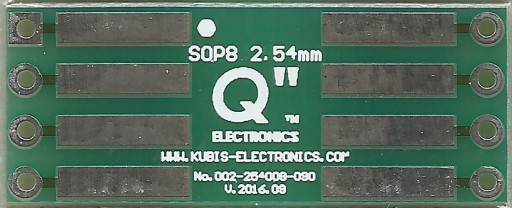 SOP8 2.54mm
Q"
™
ELECTRONICS
WWW.KUBIS-ELECTRONICS.COM
No.002-254008-090
V.2016.09